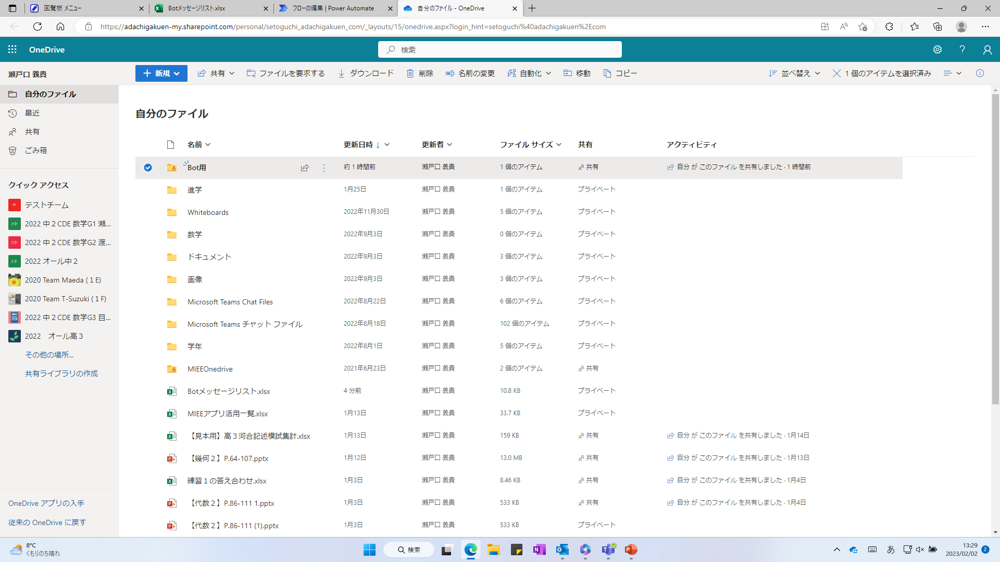 回覧板 メニュー
Botメッセージリスト.xlsx
フローの編集 | Power Automate
自分のファイル - OneDrive
https://adachigakuen-my.sharepoint.com/personal/setoguchi_adachigakuen_com/_layouts/15/onedrive.aspx?login_hint=setoguchi%40adachigakuen%2Ecom
OneDrive
検索
瀬戸口 義貴
新規
共有
ファイルを要求する
ダウンロード
削除
名前の変更
自動化
移動
コピー
並べ替え
1 個のアイテムを選択済み
自分のファイル
最近
共有
ごみ箱
クイック アクセス
テ テストチーム
2中 2022 中２CDE 数学G1 瀬...
2中 2022 中２CDE 数学G2 渡...
2オ 2022 オール中２
2020 Team Maeda (１E)
2020 Team T-Suzuki (１F)
2022 中２CDE 数学G3 目...
2022　オール高３
その他の場所...
共有ライブラリの作成
OneDrive アプリの入手
従来の OneDrive に戻す
自分のファイル
名前 更新日時 ↓ 更新者 ファイル サイズ 共有 アクティビティ
Bot用 約 1 時間前 瀬戸口 義貴 1 個のアイテム 共有 自分 が このファイル を共有しました · 1 時間前
進学 1月25日 瀬戸口 義貴 1 個のアイテム プライベート
Whiteboards 2022年11月30日 瀬戸口 義貴 5 個のアイテム プライベート
数学 2022年9月3日 瀬戸口 義貴 0 個のアイテム プライベート
ドキュメント 2022年9月3日 瀬戸口 義貴 3 個のアイテム プライベート
画像 2022年9月3日 瀬戸口 義貴 3 個のアイテム プライベート
Microsoft Teams Chat Files 2022年8月22日 瀬戸口 義貴 6 個のアイテム プライベート
Microsoft Teams チャット ファイル 2022年8月18日 瀬戸口 義貴 102 個のアイテム プライベート
学年 2022年8月1日 瀬戸口 義貴 5 個のアイテム プライベート
MIEEOnedrive 2021年6月23日 瀬戸口 義貴 2 個のアイテム 共有
Botメッセージリスト.xlsx 4 分前 瀬戸口 義貴 10.8 KB プライベート
MIEEアプリ活用一覧.xlsx 1月13日 瀬戸口 義貴 33.7 KB プライベート
【見本用】高３河合記述模試集計.xlsx 1月13日 瀬戸口 義貴 159 KB 共有 自分 が このファイル を共有しました · 1月14日
【幾何２】P.64-107.pptx 1月12日 瀬戸口 義貴 13.0 MB 共有 自分 が このファイル を共有しました · 1月13日
練習１の答え合わせ.xlsx 1月3日 瀬戸口 義貴 8.46 KB 共有 自分 が このファイル を共有しました · 1月4日
【代数２】P.86-111 1.pptx 1月3日 瀬戸口 義貴 533 KB 共有 自分 が このファイル を共有しました · 1月4日
【代数２】P.86-111 (1).pptx 1月3日 瀬戸口 義貴 533 KB プライベート
8°C
くもりのち晴れ
検索
あ
13:29
2023/02/02
2